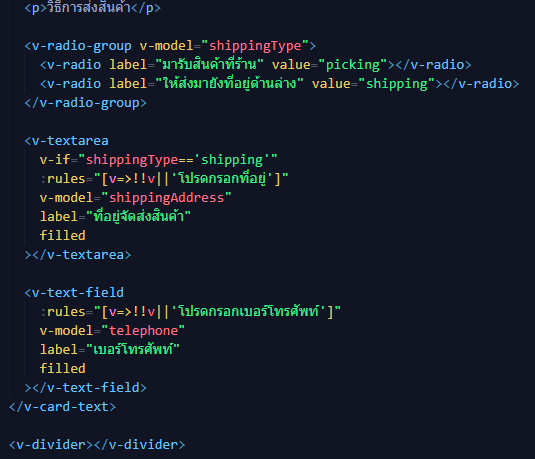 <p>วิธีการส่งสินค้า</p>
<v-radio-group v-model="shippingType">
<v-radio label="มารับสินค้าที่ร้าน" value="picking"></v-radio>
<v-radio label="ให้ส่งมายังที่อยู่ด้านล่าง" value="shipping"></v-radio>
</v-radio-group>
<v-textarea
v-if="shippingType=='shipping'"
:rules="[v=>!!v||'โปรดกรอกที่อยู่']"
v-model="shippingAddress"
label="ที่อยู่จัดส่งสินค้า"
filled
></v-textarea>
<v-text-field
:rules="[v=>!!v||'โปรดกรอกเบอร์โทรศัพท์']"
v-model="telephone"
label="เบอร์โทรศัพท์"
filled
></v-text-field>
</v-card-text>
<v-divider></v-divider>